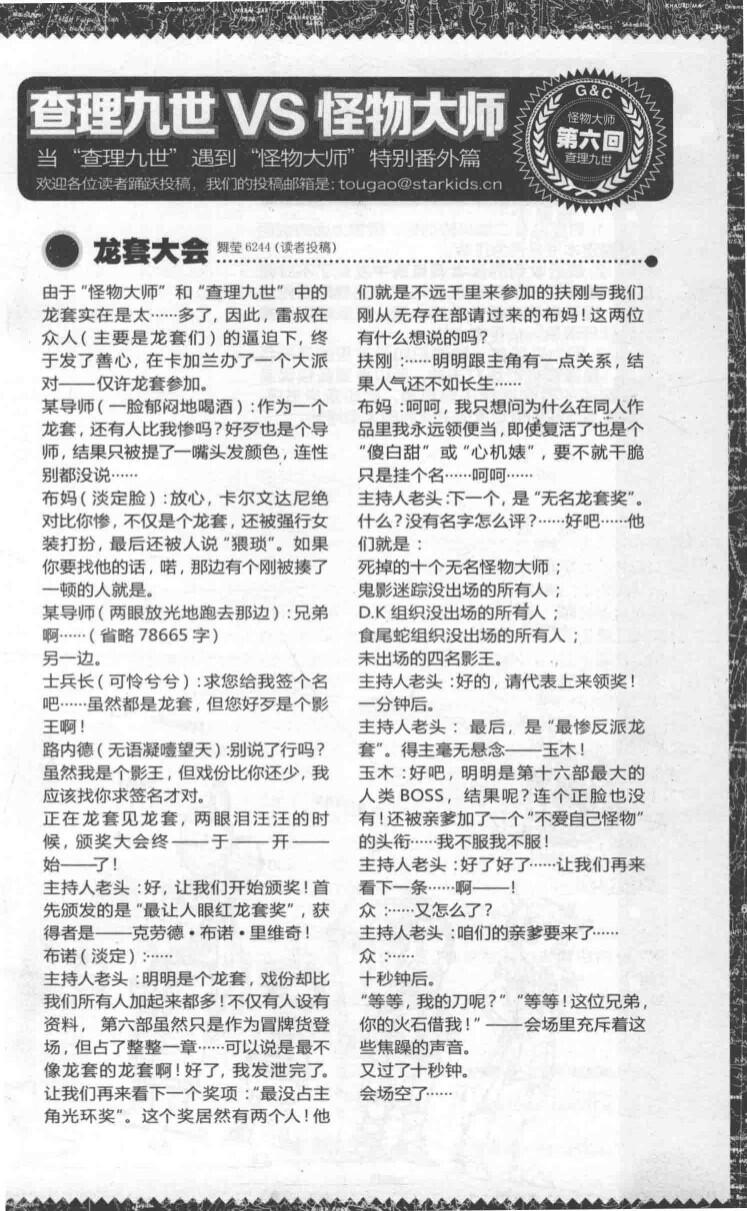 查理九世 VS 怪物大师
当“查理九世”遇到“怪物大师”特别番外篇
欢迎各位读者踊跃投稿，我们的投稿邮箱是：tougao@starkids.cn
G&C
怪物大师
第六回
查理九世
龙套大会 舞莹6244（读者投稿）
由于“怪物大师”和“查理九世”中的
龙套实在是太……多了，因此，雷叔在
众人（主要是龙套们）的逼迫下，终
于发了善心，在卡加兰办了一个大派
对——仅许龙套参加。
某导师（一脸郁闷地喝酒）：作为一个
龙套，还有人比我惨吗？好歹也是个导
师，结果只被提了一嘴头发颜色，连性
别都没说……
布妈（淡定脸）：放心，卡尔文达尼绝
对比你惨，不仅是个龙套，还被强行女
装打扮，最后还被人说“猥琐”。如果
你要找他的话，喏，那边有个刚被揍了
一顿的人就是。
某导师（两眼放光地跑去那边）：兄弟
啊……（省略 78665 字）
另一边。
士兵长（可怜兮兮）：求您给我签个名
吧……虽然都是龙套，但您好歹是个影
王啊！
路内德（无语凝噎望天）：别说了行吗？
虽然我是个影王，但戏份比你还少，我
应该找你求签名才对。
正在龙套见龙套，两眼泪汪汪的时
候，颁奖大会终——于——开——
始——了！
主持人老头：好，让我们开始颁奖！首
先颁发的是“最让人眼红龙套奖”，获
得者是——克劳德·布诺·里维奇！
布诺（淡定）：……
主持人老头：明明是个龙套，戏份却比
我们所有人加起来都多！不仅有人设有
资料，第六部虽然只是作为冒牌货登
场，但占了整整一章……可以说是最不
像龙套的龙套啊！好了，我发泄完了。
让我们再来看下一个奖项：“最没占主
角光环奖”。这个奖居然有两个人！他
们就是不远千里来参加的扶刚与我们
刚从无存在部请过来的布妈！这两位
有什么想说的吗？
扶刚：……明明跟主角有一点关系，结
果人气还不如长生……
布妈：呵呵，我只想问为什么在同人作
品里我永远领便当，即使复活了也是个
“傻白甜”或“心机婊”，要不就干脆
只是挂个名……呵呵……
主持人老头：下一个，是“无名龙套奖”。
什么？没有名字怎么评？……好吧……他
们就是：
死掉的十个无名怪物大师；
鬼影迷踪没出场的所有人；
D.K 组织没出场的所有人；
食尾蛇组织没出场的所有人；
未出场的四名影王。
主持人老头：好的，请代表上来领奖！
一分钟后。
主持人老头：最后，是“最惨反派龙
套”。得主毫无悬念——玉木！
玉木：好吧，明明是第十六部最大的
人类 BOSS，结果呢？连个正脸也没
有！还被亲爹加了一个“不爱自己怪物”
的头衔……我不服我不服！
主持人老头：好了好了……让我们再来
看下一条……啊——！
众：……又怎么了？
主持人老头：咱们的亲爹要来了……
众：……
十秒钟后。
“等等，我的刀呢？”“等等！这位兄弟，
你的火石借我！”——会场里充斥着这
些焦躁的声音。
又过了十秒钟。
会场空了……